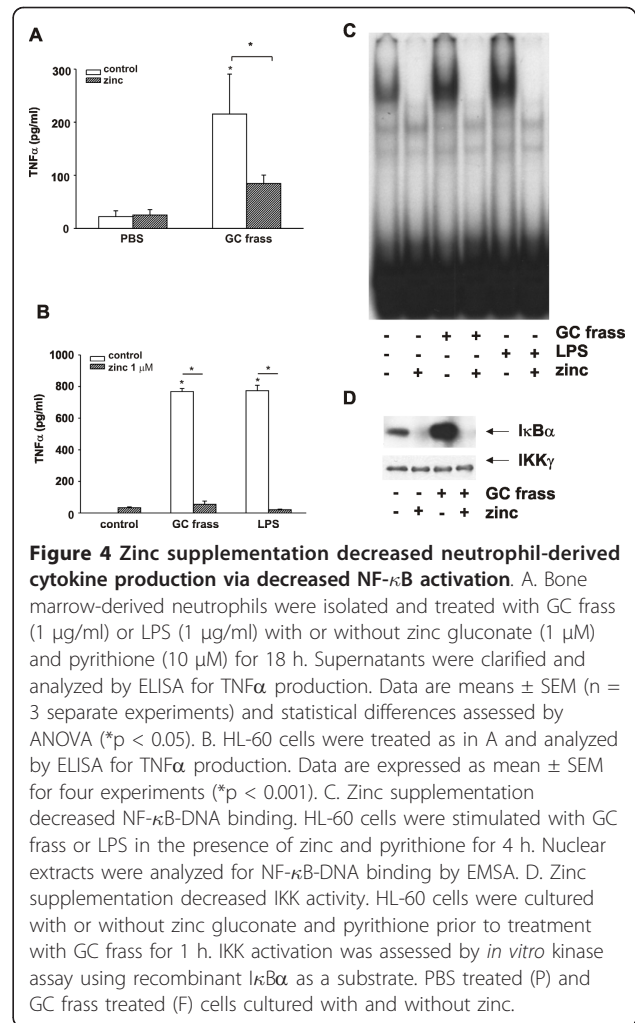 A
*
control
zinc
*
300
200
100
0
TNFα (pg/ml)
PBS
GC frass
B
control
zinc 1 μM
*
*
*
*
1000
800
600
400
200
0
TNFα (pg/ml)
control
GC frass
LPS
C
- - + + - - GC frass
- - - - + + LPS
- + - + - + zinc
D
IκBα
IKKγ
- - + + GC frass
- + - + zinc
Figure 4 Zinc supplementation decreased neutrophil-derived
cytokine production via decreased NF-κB activation. A. Bone
marrow-derived neutrophils were isolated and treated with GC frass
(1 μg/ml) or LPS (1 μg/ml) with or without zinc gluconate (1 μM)
and pyrithione (10 μM) for 18 h. Supernatants were clarified and
analyzed by ELISA for TNFα production. Data are means ± SEM (n =
3 separate experiments) and statistical differences assessed by
ANOVA (*p < 0.05). B. HL-60 cells were treated as in A and analyzed
by ELISA for TNFα production. Data are expressed as mean ± SEM
for four experiments (*p < 0.001). C. Zinc supplementation
decreased NF-κB-DNA binding. HL-60 cells were stimulated with GC
frass or LPS in the presence of zinc and pyrithione for 4 h. Nuclear
extracts were analyzed for NF-κB-DNA binding by EMSA. D. Zinc
supplementation decreased IKK activity. HL-60 cells were cultured
with or without zinc gluconate and pyrithione prior to treatment
with GC frass for 1 h. IKK activation was assessed by in vitro kinase
assay using recombinant IκBα as a substrate. PBS treated (P) and
GC frass treated (F) cells cultured with and without zinc.